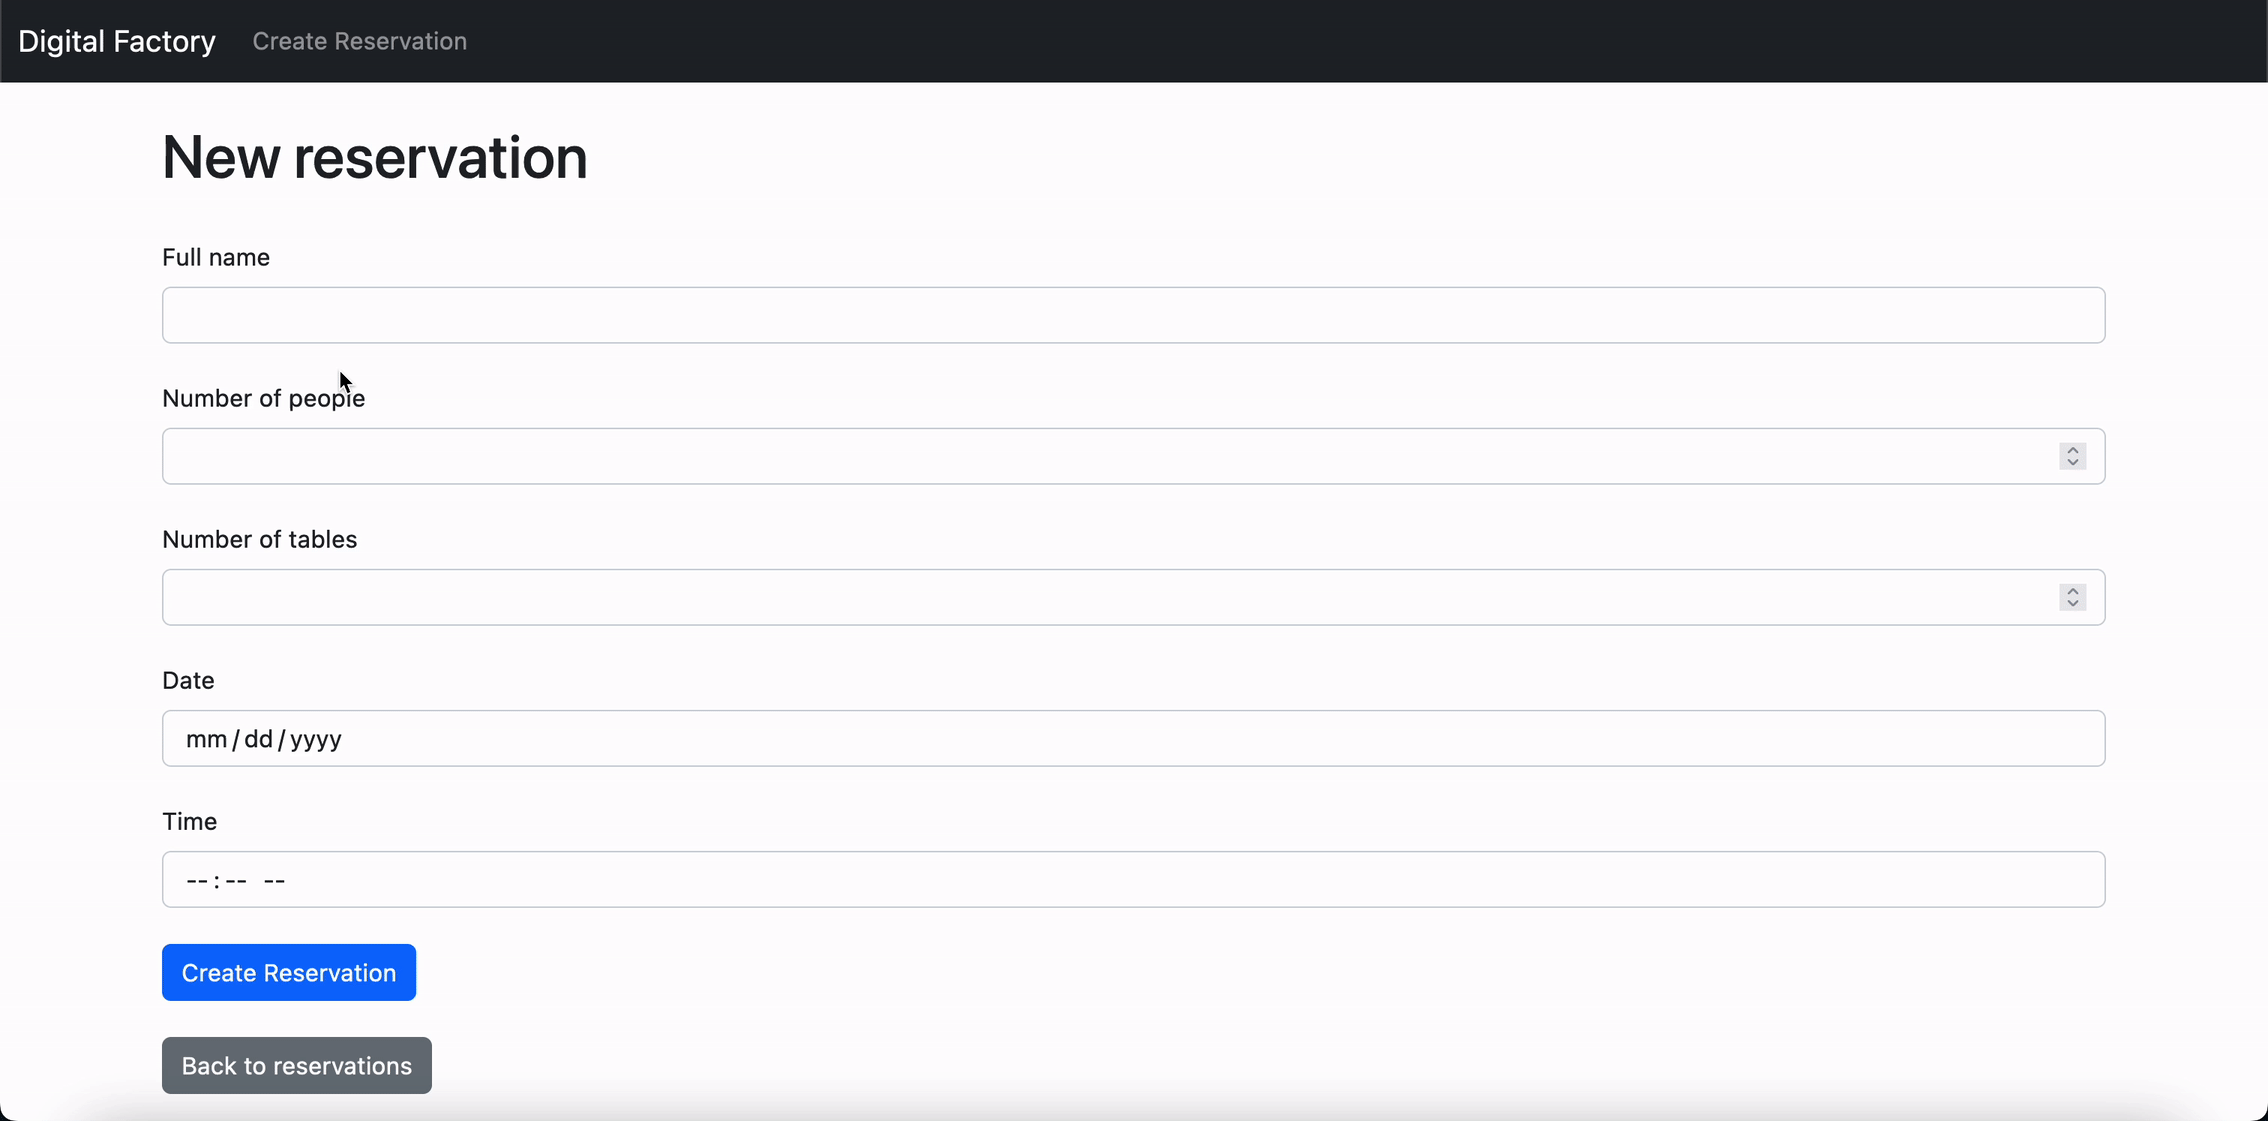 Digital Factory Create Reservation
New reservation
Full name
Number of people
Number of tables
Date
mm/dd/yyyy
Time
--:-- --
Create Reservation
Back to reservations